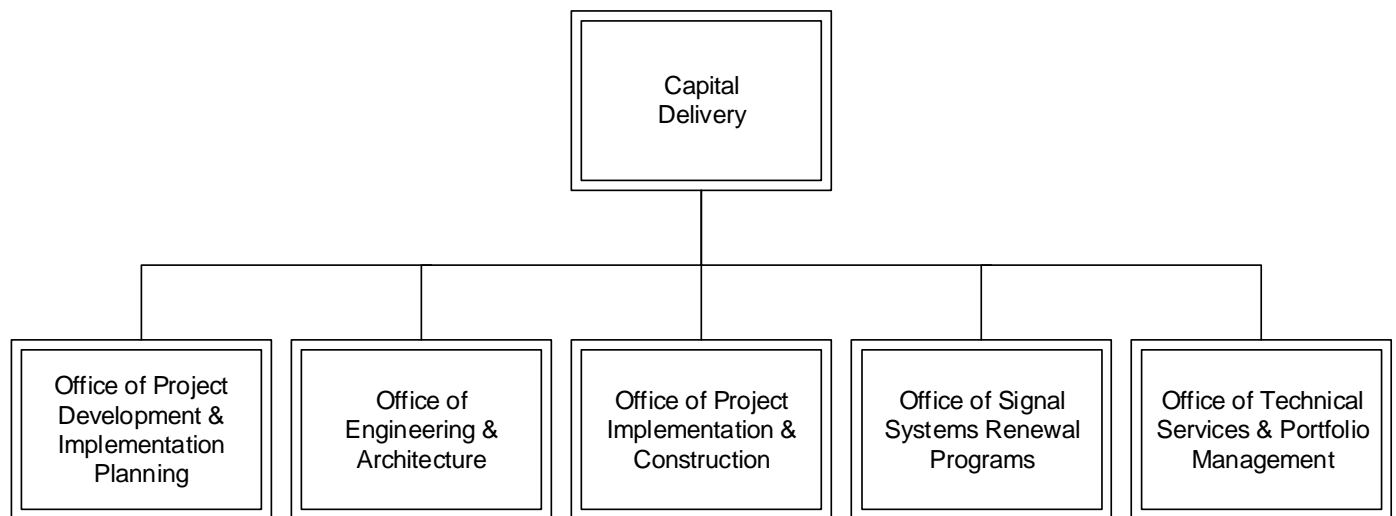 Capital
Delivery
Office of Project
Development &
Implementation
Planning
Office of
Engineering &
Architecture
Office of Project
Implementation &
Construction
Office of Signal
Systems Renewal
Programs
Office of Technical
Services & Portfolio
Management